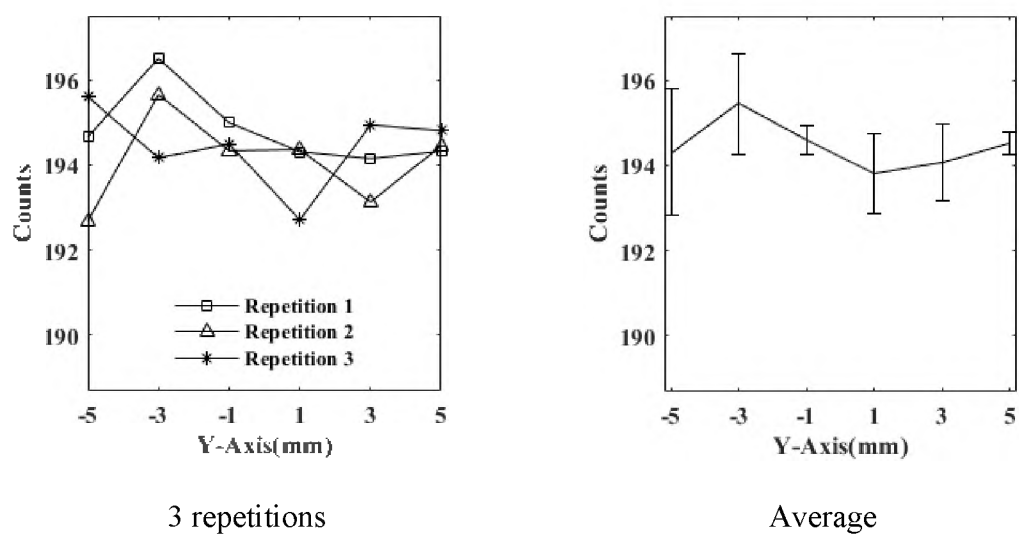 196
194
192
190
Counts
Repetition 1
Repetition 2
Repetition 3
-5 -3 -1 1 3 5
Y-Axis(mm)
3 repetitions
196
194
192
190
Counts
-5 -3 -1 1 3 5
Y-Axis(mm)
Average